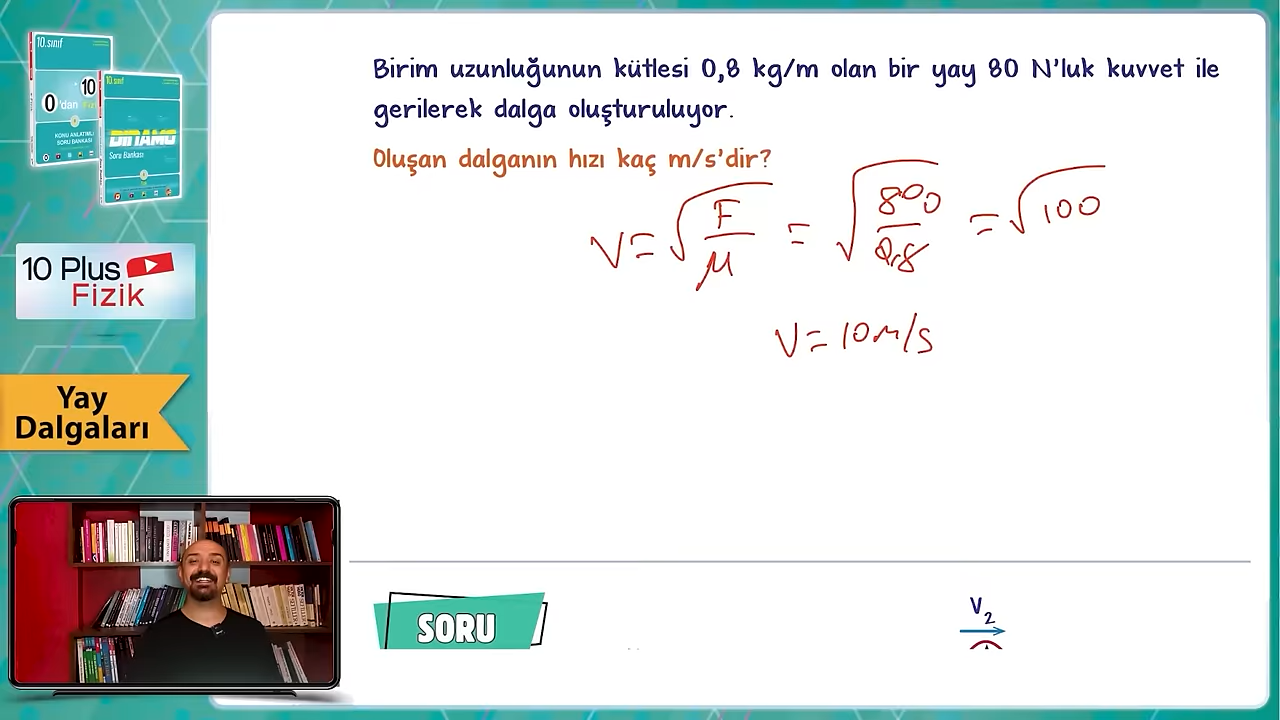 10.sınıf
10
0'dan
KONU ANLATIMLI
SORU BANKASI
10.sınıf
DİNAMO
Soru Bankası
10 Plus
Fizik
Yay
Dalgaları
Birim uzunluğunun kütlesi 0,8 kg/m olan bir yay 80 N'luk kuvvet ile
gerilerek dalga oluşturuluyor.
Oluşan dalganın hızı kaç m/s'dir?
V = √F/μ = √800/0,8 = √100
V = 10 m/s
SORU
V₂